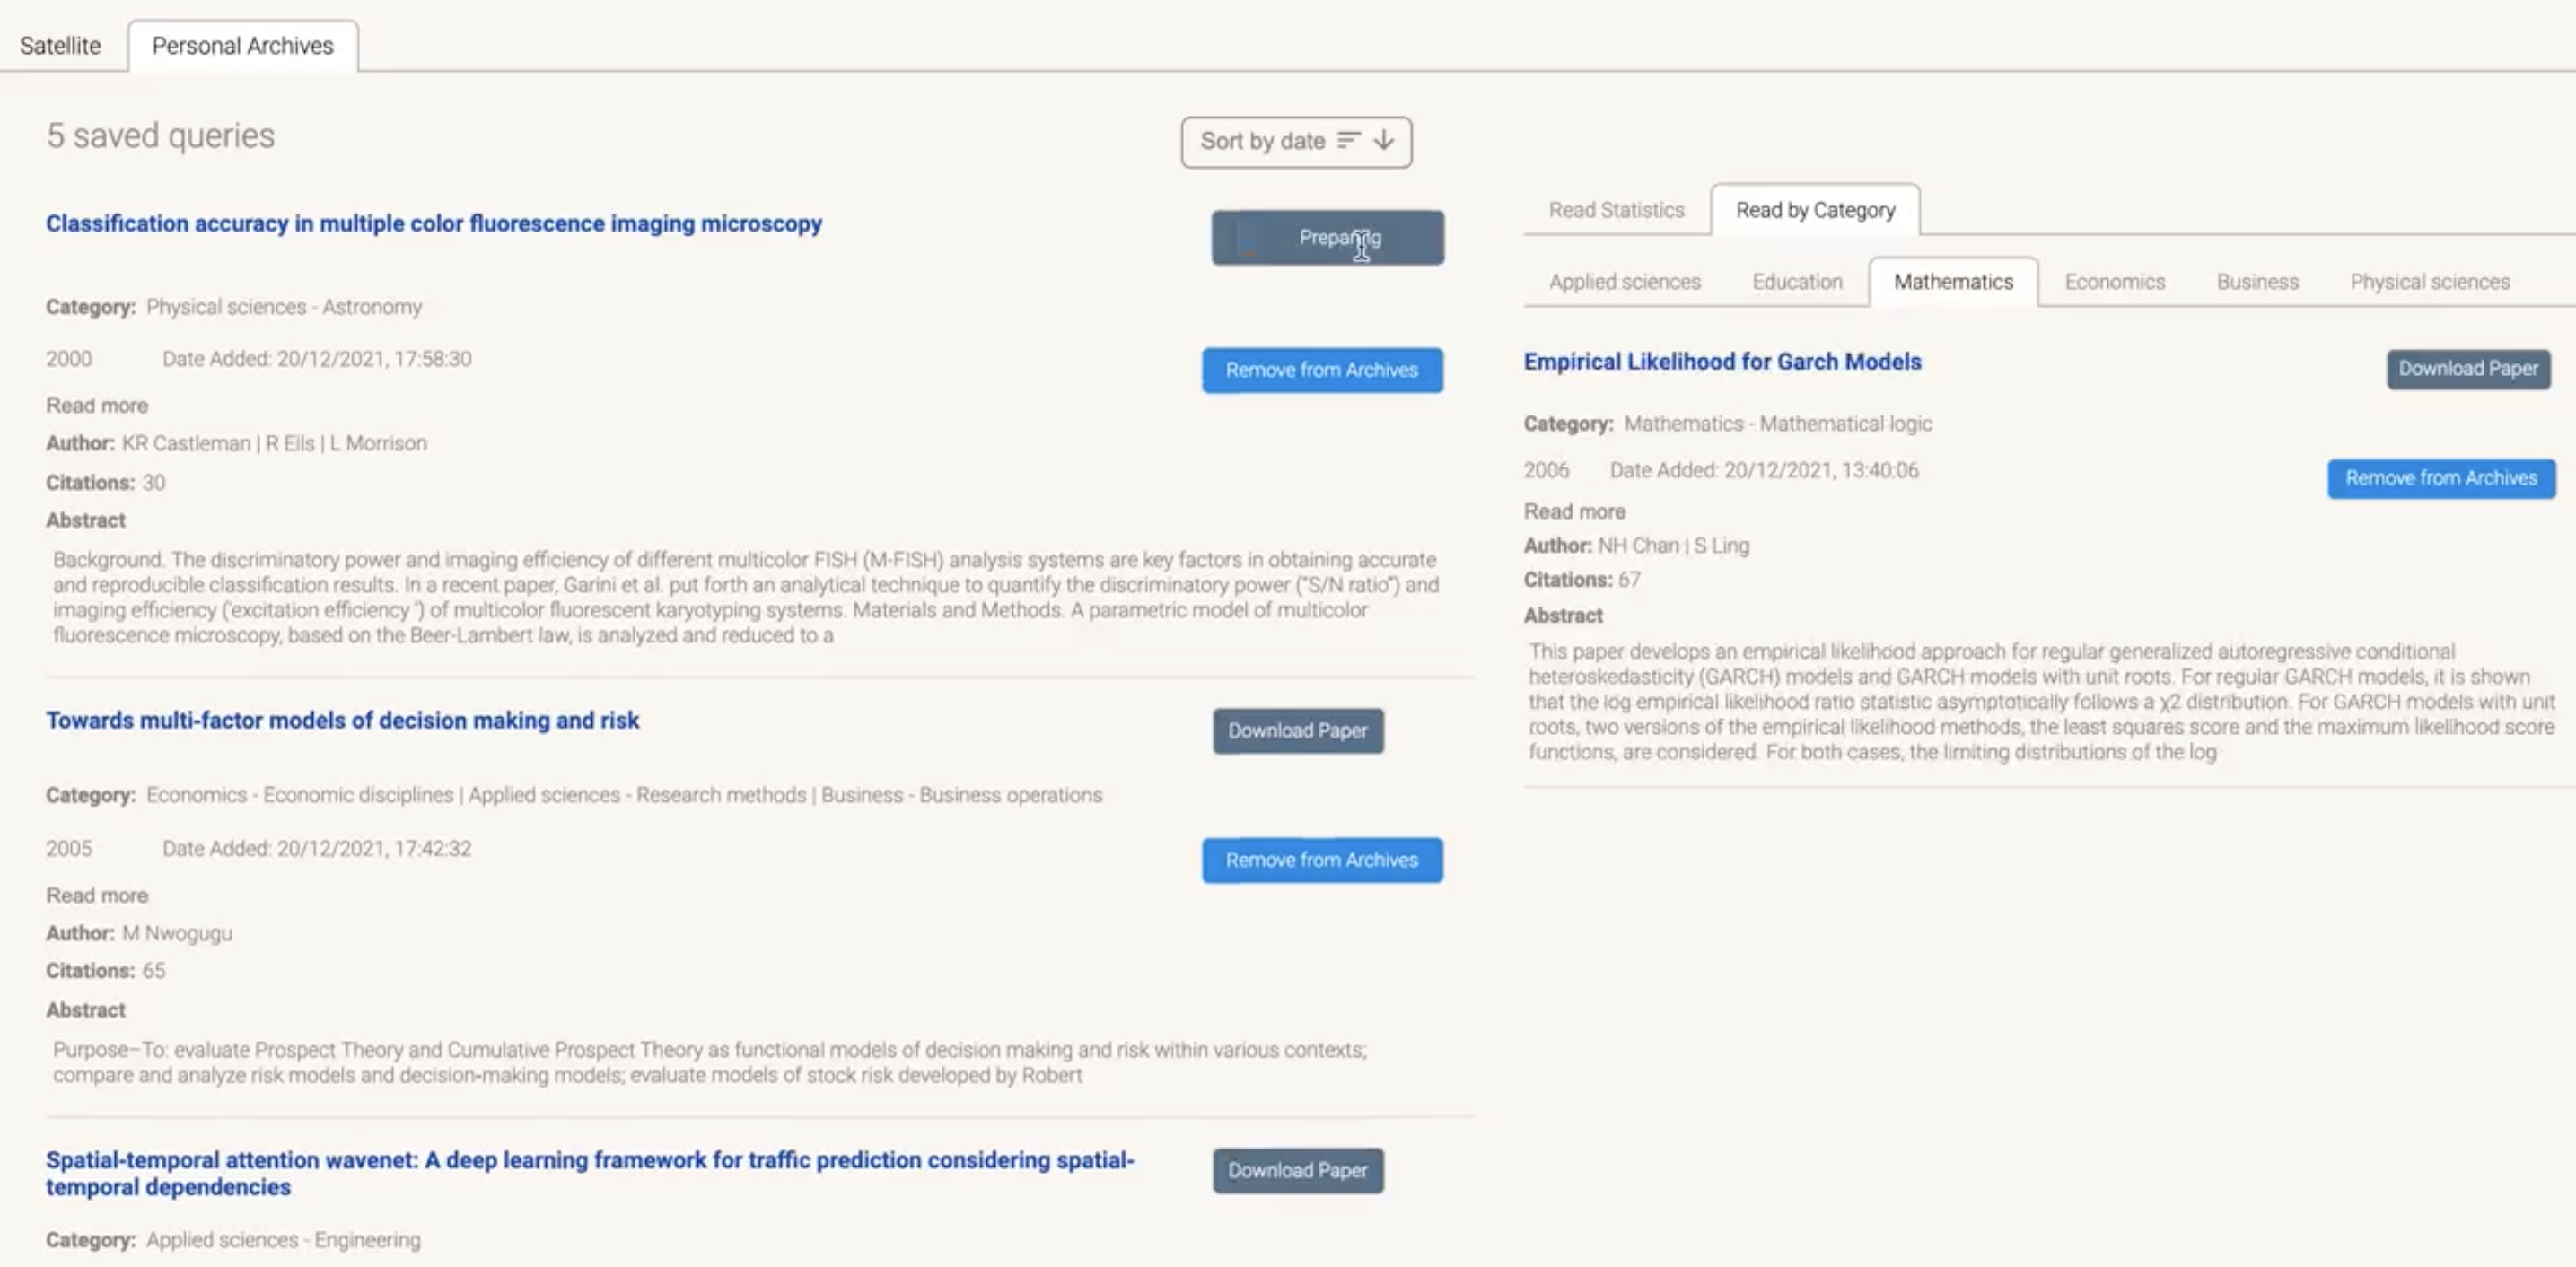 Satellite
Personal Archives
5 saved queries
Sort by date
Classification accuracy in multiple color fluorescence imaging microscopy
Category: Physical sciences - Astronomy
2000 Date Added: 20/12/2021, 17:58:30
Remove from Archives
Read more
Author: KR Castleman | R Eils | L Morrison
Citations: 30
Abstract
Background. The discriminatory power and imaging efficiency of different multicolor FISH (M-FISH) analysis systems are key factors in obtaining accurate
and reproducible classification results. In a recent paper, Garini et al. put forth an analytical technique to quantify the discriminatory power ("S/N ratio") and
imaging efficiency ('excitation efficiency ') of multicolor fluorescent karyotyping systems. Materials and Methods. A parametric model of multicolor
fluorescence microscopy, based on the Beer-Lambert law, is analyzed and reduced to a
Towards multi-factor models of decision making and risk
Download Paper
Category: Economics - Economic disciplines | Applied sciences - Research methods | Business - Business operations
2005 Date Added: 20/12/2021, 17:42:32
Remove from Archives
Read more
Author: M Nwogugu
Citations: 65
Abstract
Purpose–To: evaluate Prospect Theory and Cumulative Prospect Theory as functional models of decision making and risk within various contexts;
compare and analyze risk models and decision-making models; evaluate models of stock risk developed by Robert
Spatial-temporal attention wavenet: A deep learning framework for traffic prediction considering spatial-
temporal dependencies
Download Paper
Category: Applied sciences - Engineering
Read Statistics
Read by Category
Applied sciences
Education
Mathematics
Economics
Business
Physical sciences
Empirical Likelihood for Garch Models
Download Paper
Category: Mathematics - Mathematical logic
2006 Date Added: 20/12/2021, 13:40:06
Remove from Archives
Read more
Author: NH Chan | S Ling
Citations: 67
Abstract
This paper develops an empirical likelihood approach for regular generalized autoregressive conditional
heteroskedasticity (GARCH) models and GARCH models with unit roots. For regular GARCH models, it is shown
that the log empirical likelihood ratio statistic asymptotically follows a χ2 distribution. For GARCH models with unit
roots, two versions of the empirical likelihood methods, the least squares score and the maximum likelihood score
functions, are considered. For both cases, the limiting distributions of the log